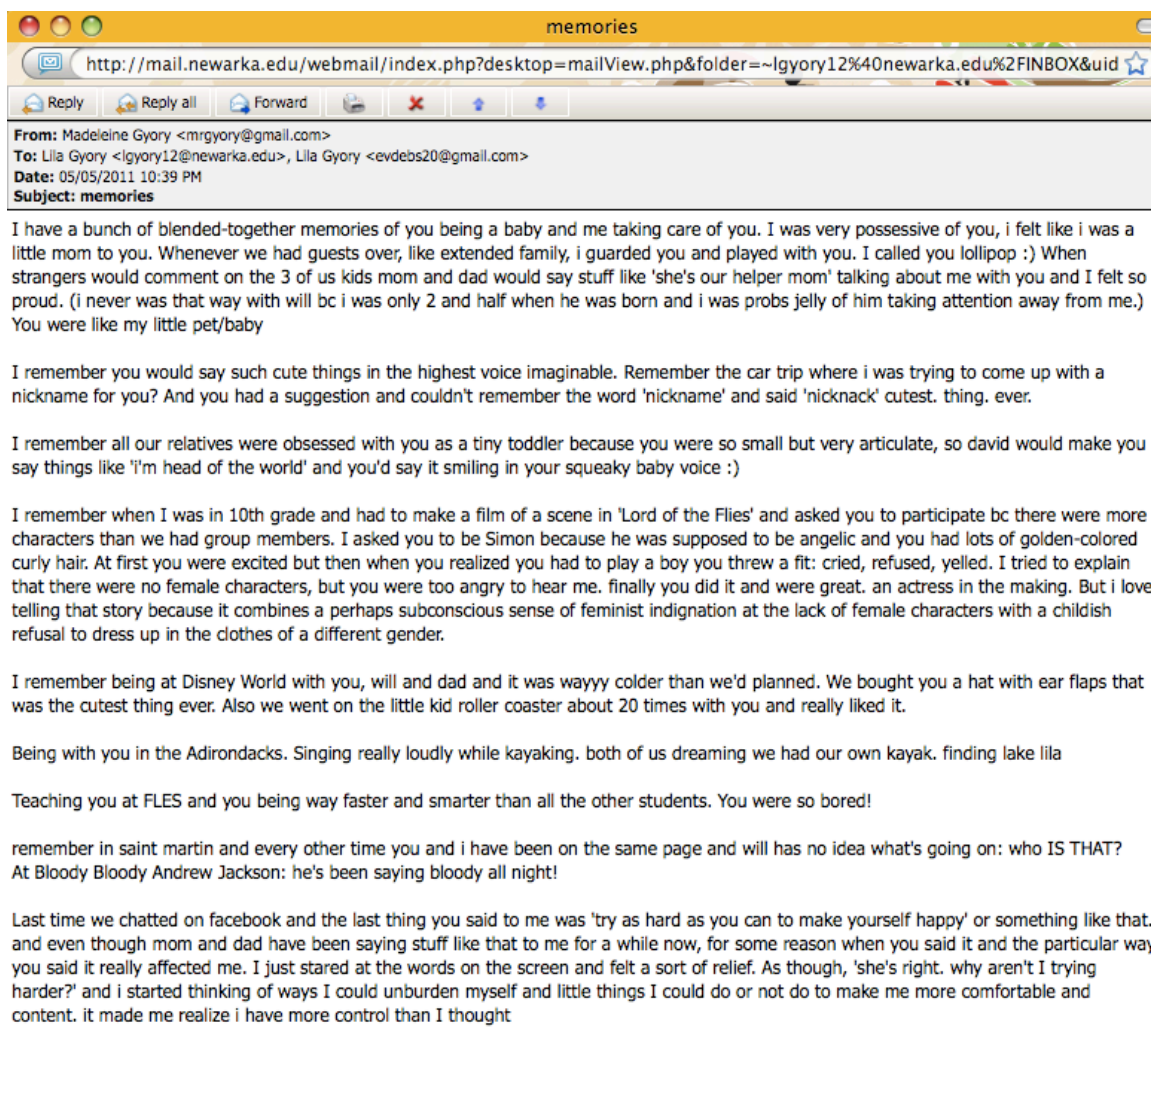 memories
http://mail.newarka.edu/webmail/index.php?desktop=mailView.php&folder=~lgyory12%40newarka.edu%2FINBOX&uid
Reply Reply all Forward
From: Madeleine Gyory <mrgyory@gmail.com>
To: Lila Gyory <lgyory12@newarka.edu>, Lila Gyory <evdebs20@gmail.com>
Date: 05/05/2011 10:39 PM
Subject: memories
I have a bunch of blended-together memories of you being a baby and me taking care of you. I was very possessive of you, i felt like i was a
little mom to you. Whenever we had guests over, like extended family, i guarded you and played with you. I called you lollipop :) When
strangers would comment on the 3 of us kids mom and dad would say stuff like 'she's our helper mom' talking about me with you and I felt so
proud. (i never was that way with will bc i was only 2 and half when he was born and i was probs jelly of him taking attention away from me.)
You were like my little pet/baby
I remember you would say such cute things in the highest voice imaginable. Remember the car trip where i was trying to come up with a
nickname for you? And you had a suggestion and couldn't remember the word 'nickname' and said 'nicknack' cutest. thing. ever.
I remember all our relatives were obsessed with you as a tiny toddler because you were so small but very articulate, so david would make you
say things like 'i'm head of the world' and you'd say it smiling in your squeaky baby voice :)
I remember when I was in 10th grade and had to make a film of a scene in 'Lord of the Flies' and asked you to participate bc there were more
characters than we had group members. I asked you to be Simon because he was supposed to be angelic and you had lots of golden-colored
curly hair. At first you were excited but then when you realized you had to play a boy you threw a fit: cried, refused, yelled. I tried to explain
that there were no female characters, but you were too angry to hear me. finally you did it and were great. an actress in the making. But i love
telling that story because it combines a perhaps subconscious sense of feminist indignation at the lack of female characters with a childish
refusal to dress up in the clothes of a different gender.
I remember being at Disney World with you, will and dad and it was wayyy colder than we'd planned. We bought you a hat with ear flaps that
was the cutest thing ever. Also we went on the little kid roller coaster about 20 times with you and really liked it.
Being with you in the Adirondacks. Singing really loudly while kayaking. both of us dreaming we had our own kayak. finding lake lila
Teaching you at FLES and you being way faster and smarter than all the other students. You were so bored!
remember in saint martin and every other time you and i have been on the same page and will has no idea what's going on: who IS THAT?
At Bloody Bloody Andrew Jackson: he's been saying bloody all night!
Last time we chatted on facebook and the last thing you said to me was 'try as hard as you can to make yourself happy' or something like that.
and even though mom and dad have been saying stuff like that to me for a while now, for some reason when you said it and the particular way
you said it really affected me. I just stared at the words on the screen and felt a sort of relief. As though, 'she's right. why aren't I trying
harder?' and i started thinking of ways I could unburden myself and little things I could do or not do to make me more comfortable and
content. it made me realize i have more control than I thought